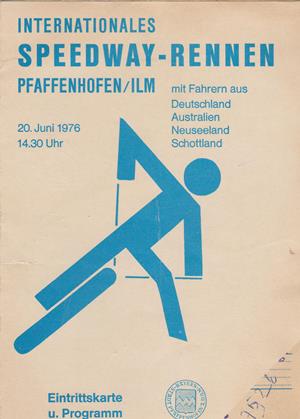 INTERNATIONALES
SPEEDWAY-RENNEN
PFAFFENHOFEN/ILM
mit Fahrern aus
Deutschland
Australien
Neuseeland
Schottland
20. Juni 1976
14.30 Uhr
Eintrittskarte
u. Programm